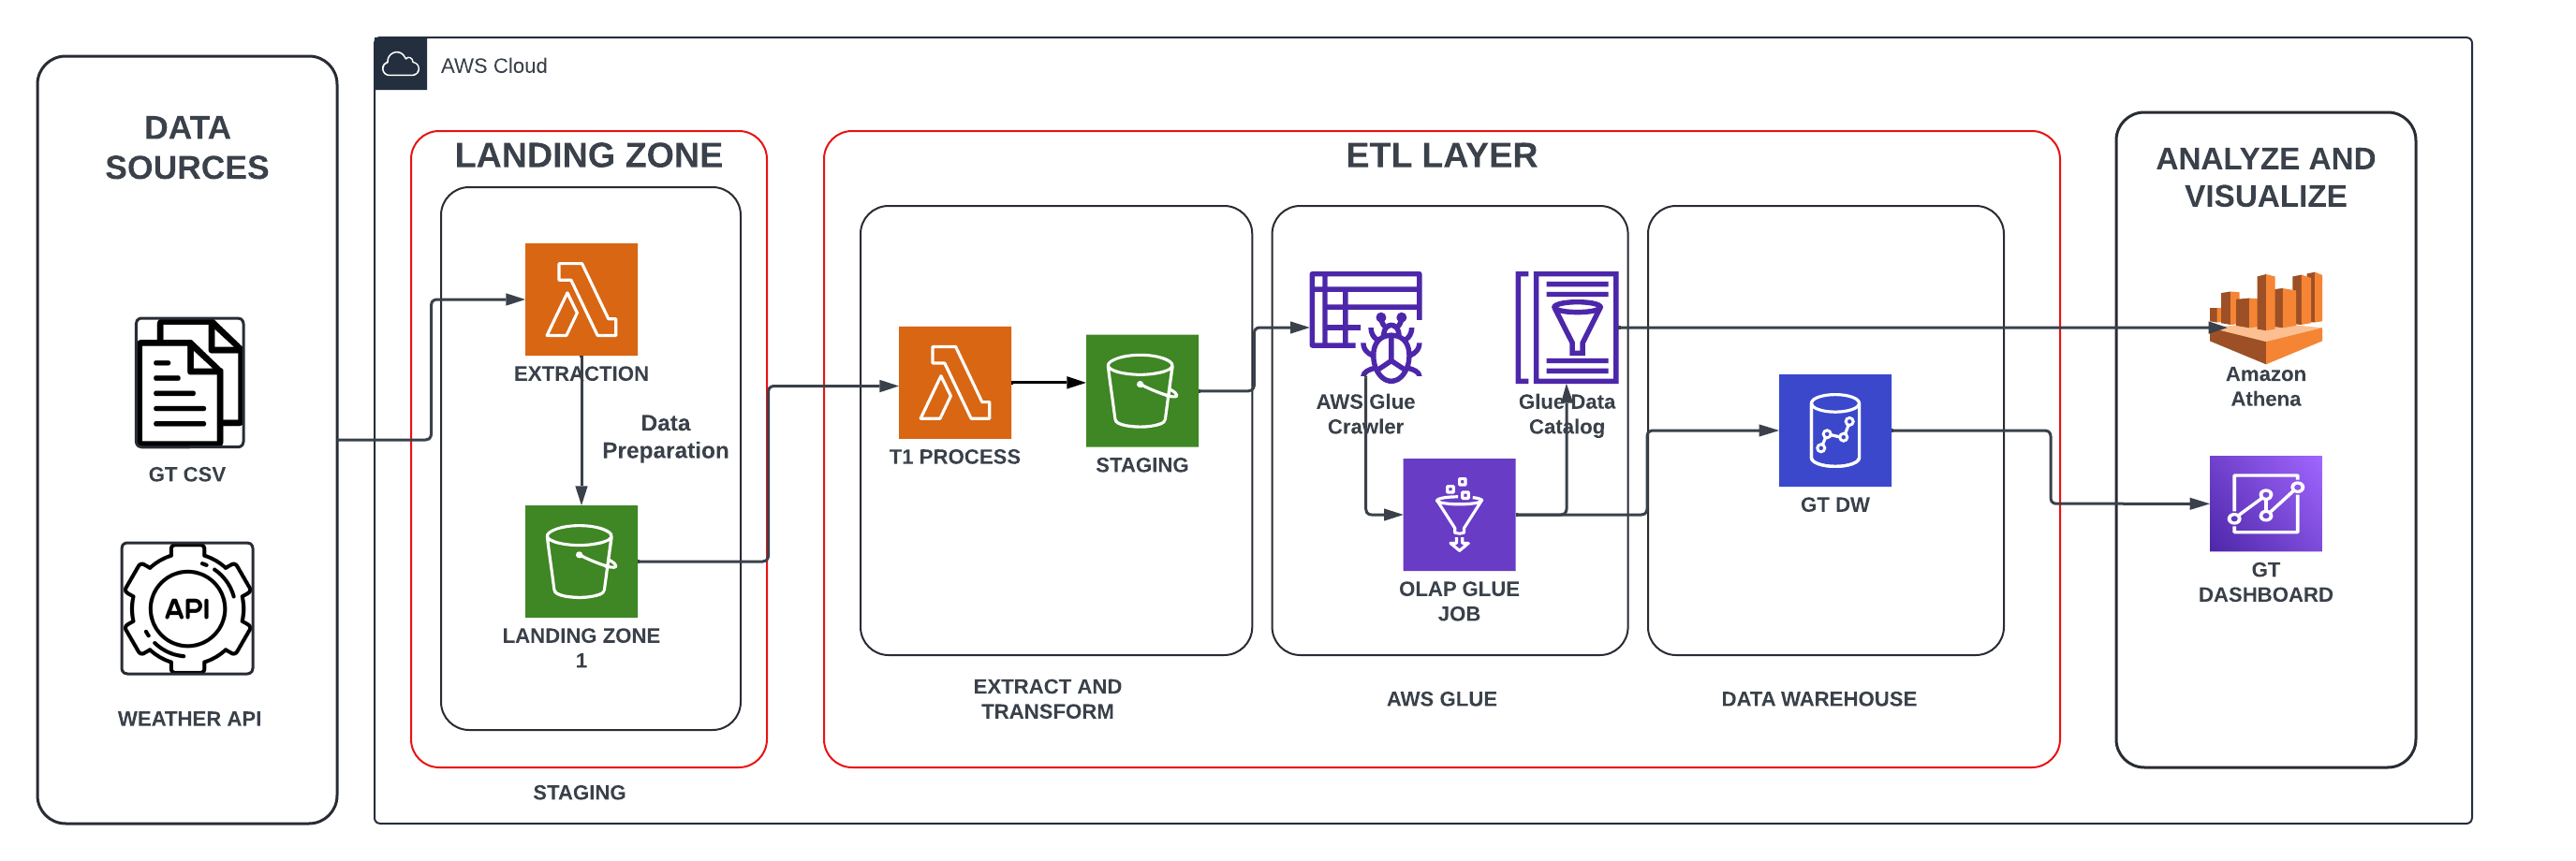 AWS Cloud
DATA
SOURCES
GT CSV
API
WEATHER API
LANDING ZONE
EXTRACTION
Data
Preparation
LANDING ZONE
1
STAGING
ETL LAYER
T1 PROCESS
STAGING
EXTRACT AND
TRANSFORM
AWS Glue
Crawler
Glue Data
Catalog
OLAP GLUE
JOB
AWS GLUE
GT DW
DATA WAREHOUSE
ANALYZE AND
VISUALIZE
Amazon
Athena
GT
DASHBOARD